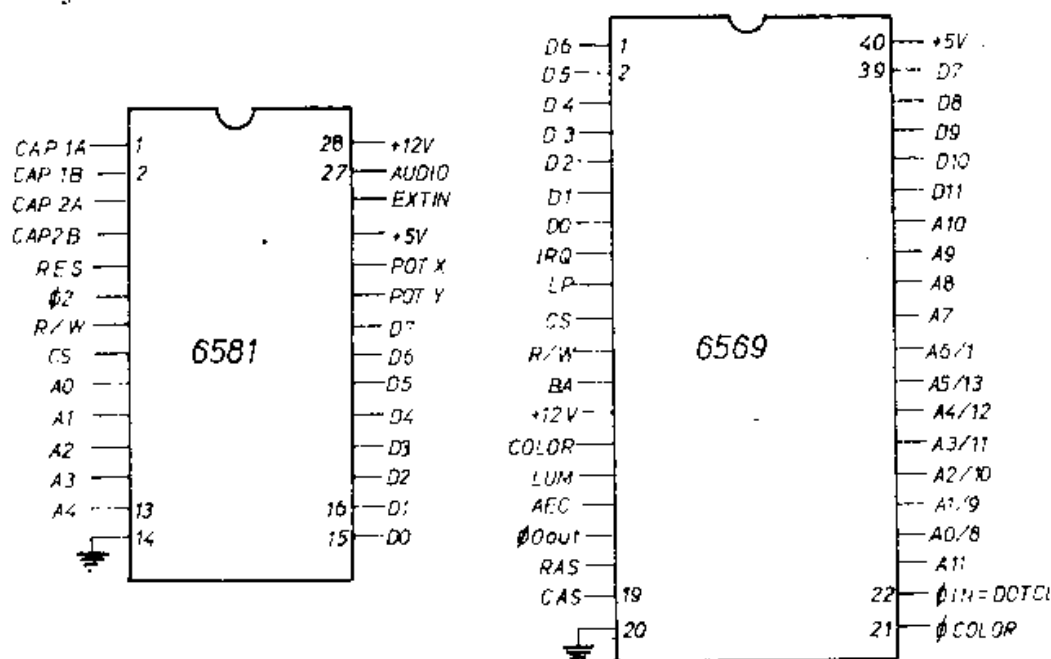 CAP 1A 1 28 +12V
CAP 1B 2 27 AUDIO
CAP 2A EXTIN
CAP2B +5V
RES POT X
ϕ2 POT Y
R/W D7
CS D6
A0 D5
A1 D4
A2 D3
A3 D2
A4 13 16 D1
14 15 D0
6581
D6 1 40 +5V
D5 2 39 D7
D4 D8
D3 D9
D2 D10
D1 D11
D0 A10
IRQ A9
LP A8
CS A7
R/W A6/1
BA A5/13
+12V A4/12
COLOR A3/11
LUM A2/10
AEC A1/9
ϕ0out A0/8
RAS A11
CAS 19 22 ϕIN=DOTCL
20 21 ϕCOLOR
6569